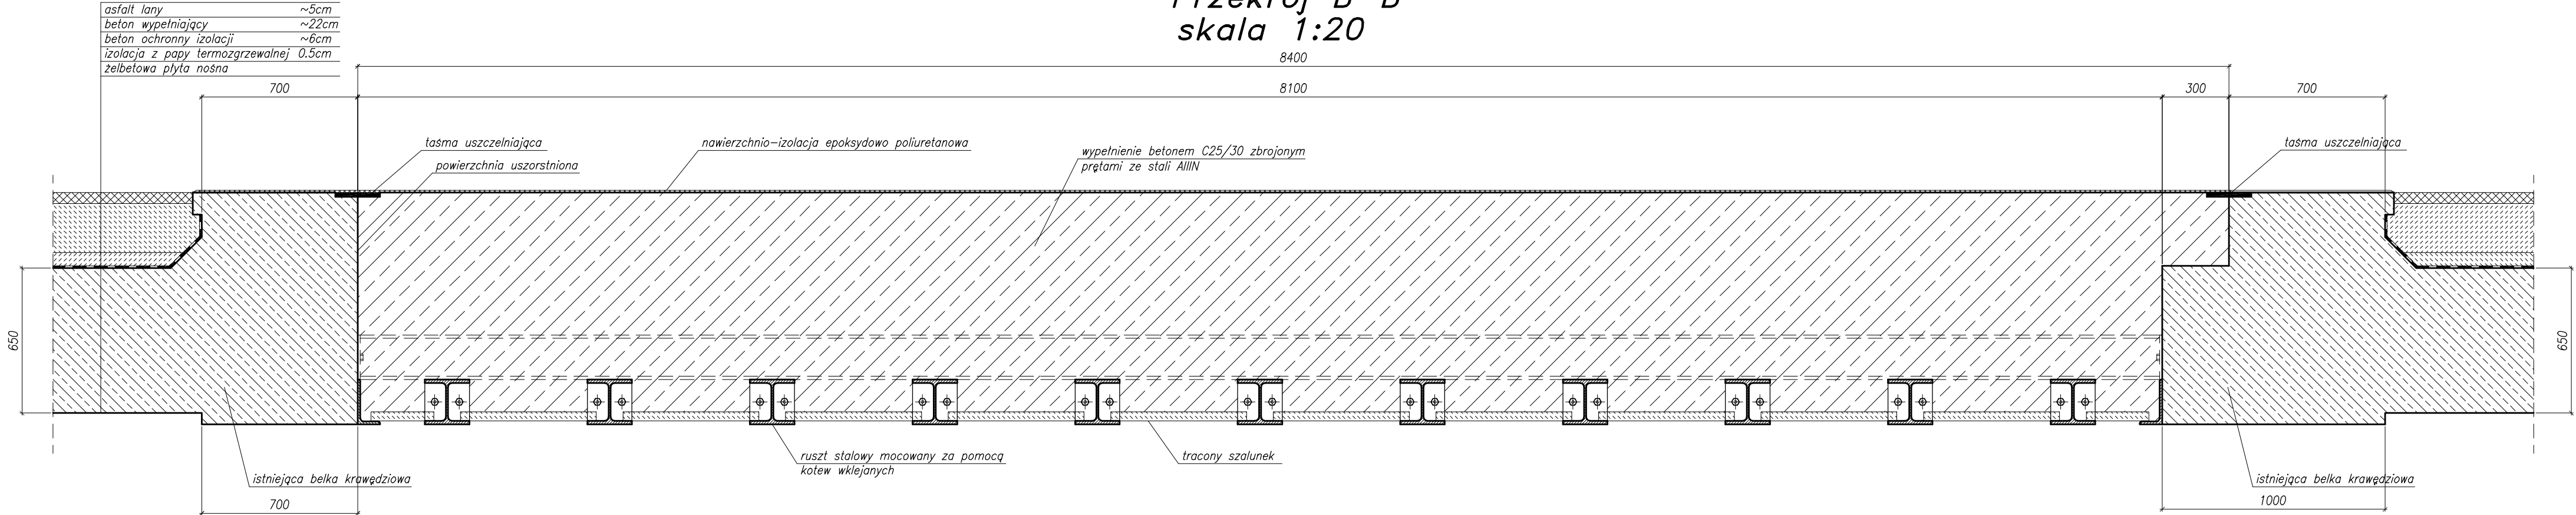 Przekrój B-B
skala 1:20
asfalt lany ~5cm
beton wypełniający ~22cm
beton ochronny izolacji ~6cm
izolacja z papy termozgrzewalnej 0.5cm
żelbetowa płyta nośna
8400
700
8100
300
700
taśma uszczelniająca
powierzchnia uszorstniona
nawierzchnio-izolacja epoksydowo poliuretanowa
wypełnienie betonem C25/30 zbrojonym
prętami ze stali AIIIN
taśma uszczelniająca
650
650
ruszt stalowy mocowany za pomocą
kotew wklejanych
tracony szalunek
istniejąca belka krawędziowa
istniejąca belka krawędziowa
700
1000